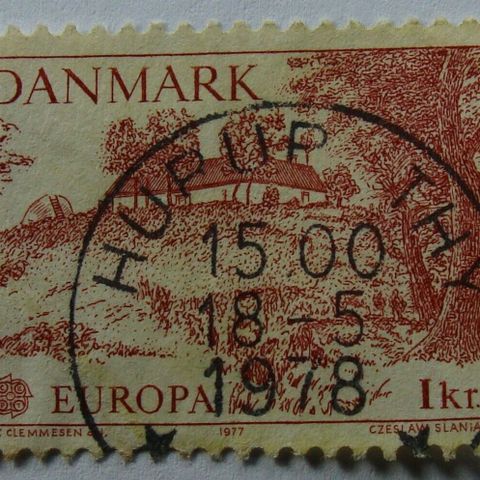 DANMARK
HURUP THY
15.00
18-5
1978
EUROPA 1kr.
CLEMMESEN 1977 CZESLAW SLANIA